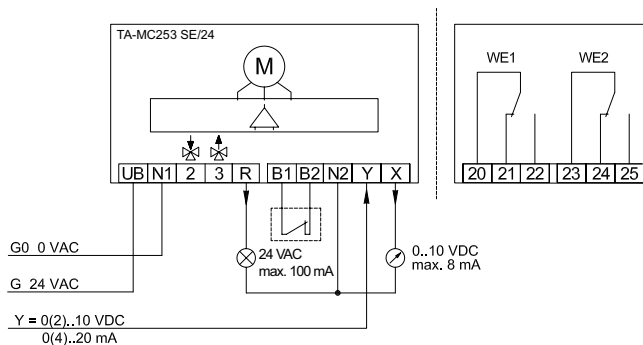 TA-MC253 SE/24
M
WE1 WE2
UB N1 2 3 R B1 B2 N2 Y X
20 21 22 23 24 25
G0 0 VAC
24 VAC
max. 100 mA
0..10 VDC
max. 8 mA
G 24 VAC
Y = 0(2)..10 VDC
0(4)..20 mA